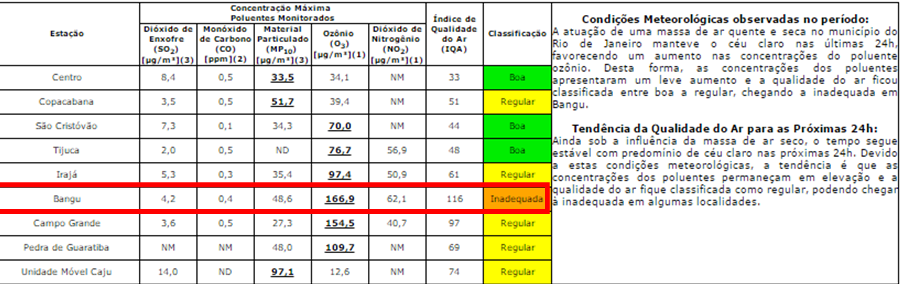 Estação
Concentração Máxima
Poluentes Monitorados
Dióxido de
Enxofre
(SO2)
[µg/m³](3)
Monóxido
de Carbono
(CO)
[ppm](2)
Material
Particulado
(MP10)
[µg/m³](3)
Ozônio
(O3)
[µg/m³](1)
Dióxido de
Nitrogênio
(NO2)
[µg/m³](1)
Índice de
Qualidade
do Ar
(IQA)
Classificação
Centro 8,4 0,5 33,5 34,1 NM 33 Boa
Copacabana 3,5 0,5 51,7 39,4 NM 51 Regular
São Cristóvão 7,3 0,1 34,3 70,0 NM 44 Boa
Tijuca 2,0 0,5 ND 76,7 56,9 48 Boa
Irajá 5,3 0,3 35,4 97,4 50,9 61 Regular
Bangu 4,2 0,4 48,6 166,9 62,1 116 Inadequada
Campo Grande 3,6 0,5 27,3 154,5 40,7 97 Regular
Pedra de Guaratiba NM NM 48,0 109,7 NM 69 Regular
Unidade Móvel Caju 14,0 ND 97,1 12,6 NM 74 Regular
Condições Meteorológicas observadas no período:
A atuação de uma massa de ar quente e seca no município do
Rio de Janeiro manteve o céu claro nas últimas 24h,
favorecendo um aumento nas concentrações do poluente
ozônio. Desta forma, as concentrações dos poluentes
apresentaram um leve aumento e a qualidade do ar ficou
classificada entre boa a regular, chegando a inadequada em
Bangu.
Tendência da Qualidade do Ar para as Próximas 24h:
Ainda sob a influência da massa de ar seco, o tempo segue
estável com predomínio de céu claro nas próximas 24h. Devido
a estas condições meteorológicas, a tendência é que as
concentrações dos poluentes permaneçam em elevação e a
qualidade do ar fique classificada como regular, podendo chegar
à inadequada em algumas localidades.